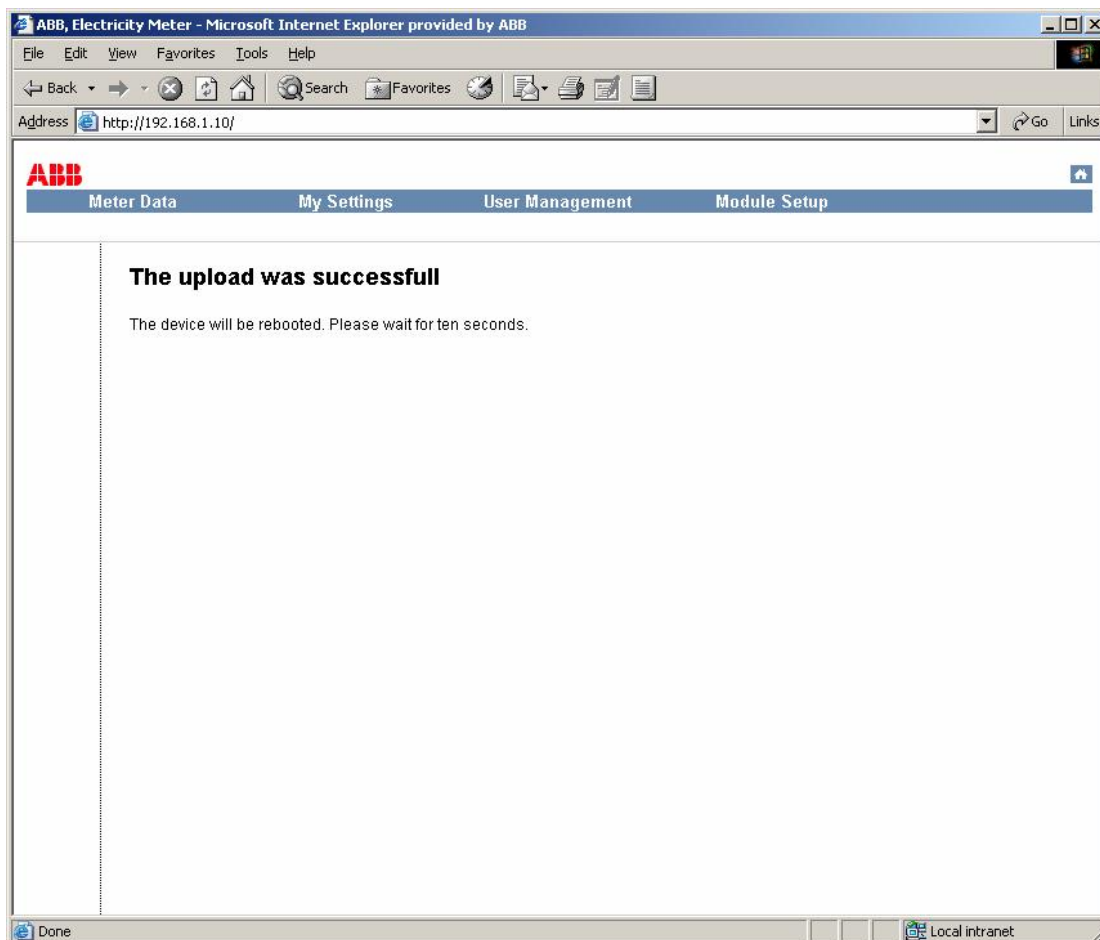 ABB, Electricity Meter - Microsoft Internet Explorer provided by ABB
File Edit View Favorites Tools Help
Back Search Favorites
Address http://192.168.1.10/ Go Links
ABB
Meter Data My Settings User Management Module Setup
The upload was successfull
The device will be rebooted. Please wait for ten seconds.
Done Local intranet